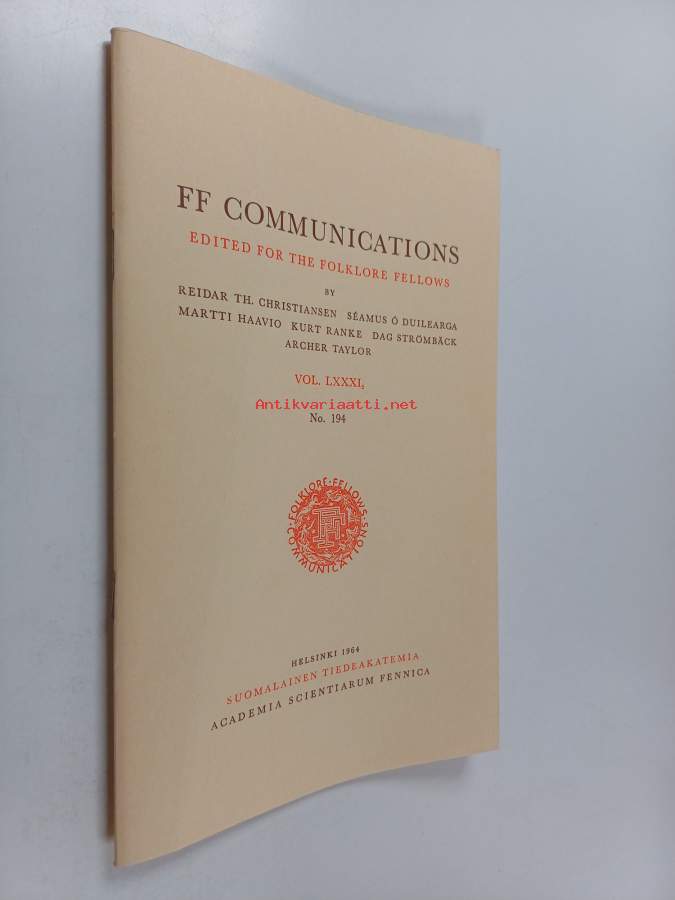 FF COMMUNICATIONS
EDITED FOR THE FOLKLORE FELLOWS
BY
REIDAR TH. CHRISTIANSEN SÉAMUS Ó DUILEARGA
MARTTI HAAVIO KURT RANKE DAG STRÖMBÄCK
ARCHER TAYLOR
VOL. LXXXI,
Antikvariaatti.net
No. 194
FOLKLORE·FELLOWS·
COMMUNICATIONS
FF
HELSINKI 1964
SUOMALAINEN TIEDEAKATEMIA
ACADEMIA SCIENTIARUM FENNICA